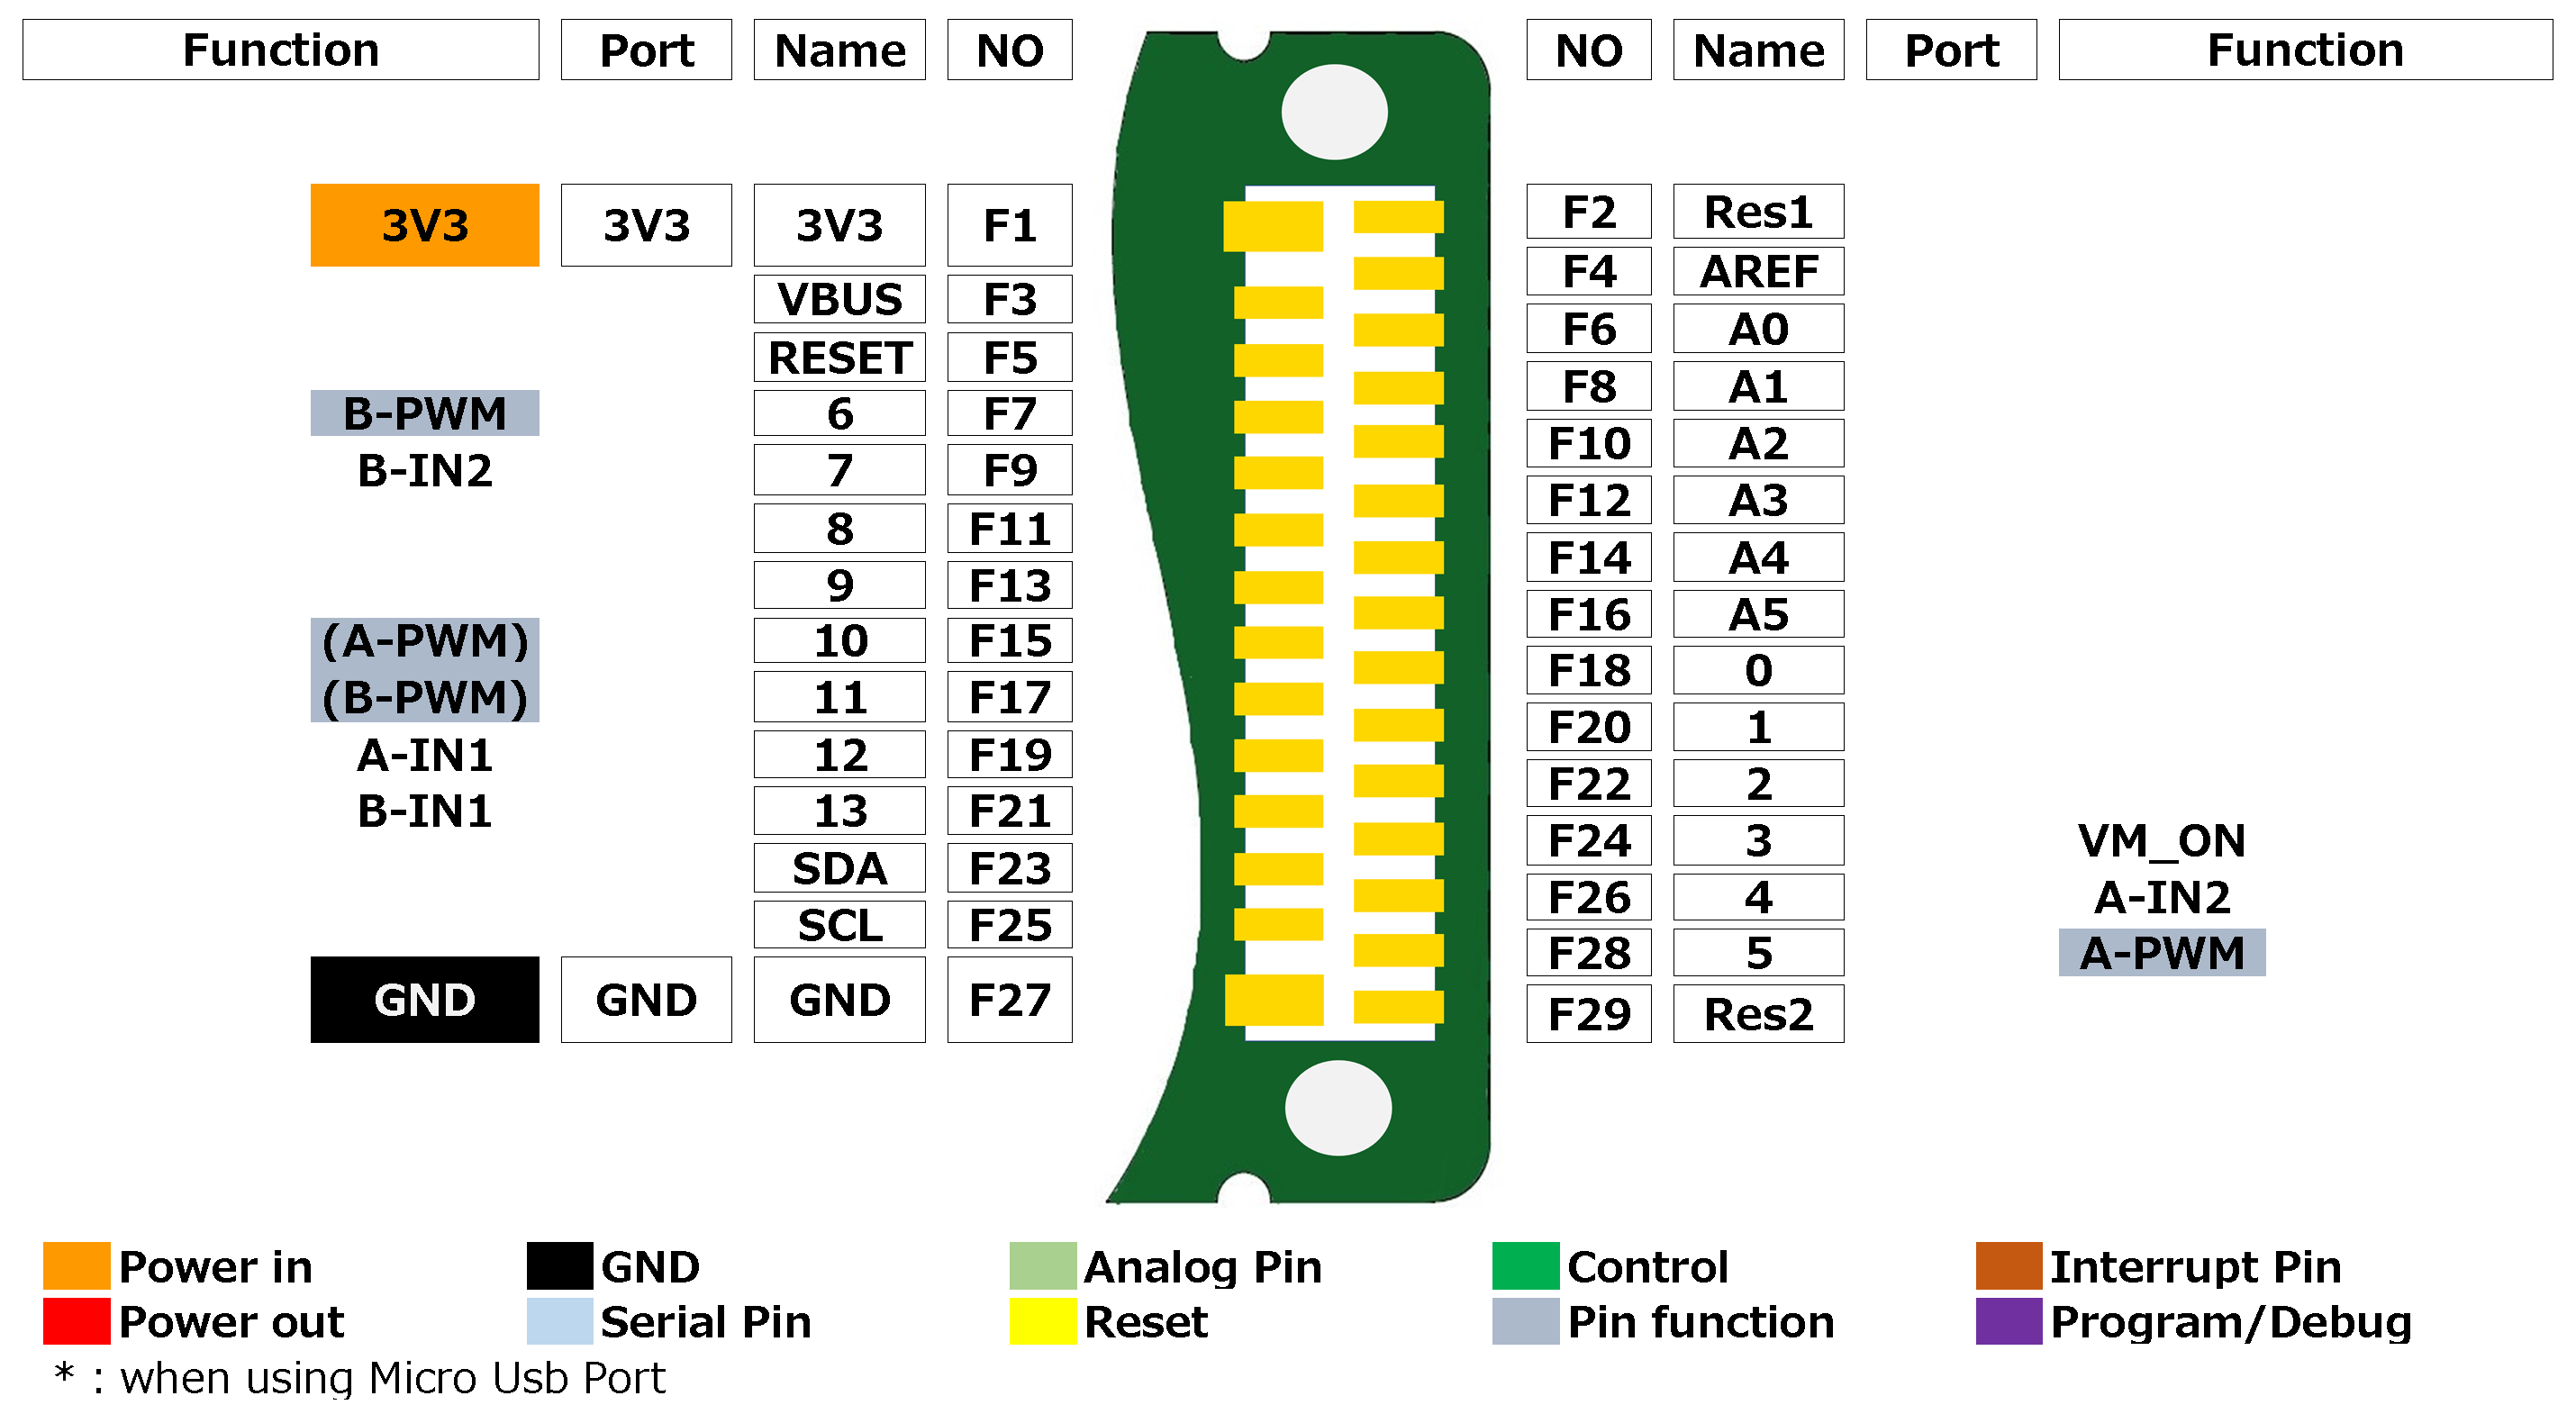 Function Port Name NO NO Name Port Function
3V3 3V3 3V3 F1 F2 Res1
F4 AREF
VBUS F3
F6 A0
RESET F5
F8 A1
B-PWM 6 F7
F10 A2
B-IN2 7 F9
F12 A3
8 F11
F14 A4
9 F13
F16 A5
(A-PWM) 10 F15
F18 0
(B-PWM) 11 F17
F20 1
A-IN1 12 F19
F22 2
B-IN1 13 F21
F24 3 VM_ON
SDA F23
F26 4 A-IN2
SCL F25
F28 5 A-PWM
GND GND GND F27
F29 Res2
Power in GND Analog Pin Control Interrupt Pin
Power out Serial Pin Reset Pin function Program/Debug
* : when using Micro Usb Port